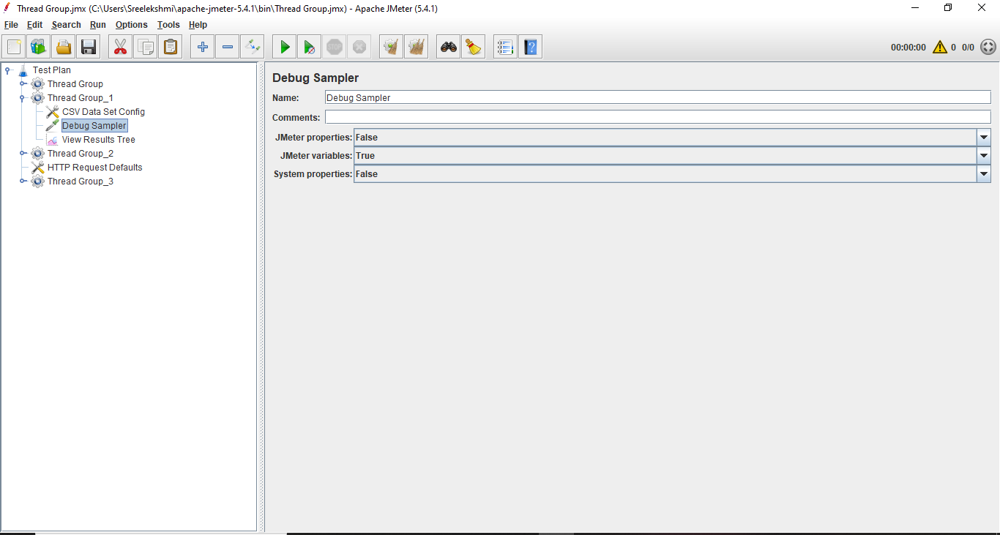 Thread Group.jmx (C:\Users\Sreelekshmi\apache-jmeter-5.4.1\bin\Thread Group.jmx) - Apache JMeter (5.4.1)
File Edit Search Run Options Tools Help
STOP 00:00:00 0 0/0
Test Plan
Thread Group
Thread Group_1
CSV Data Set Config
Debug Sampler
View Results Tree
Thread Group_2
HTTP Request Defaults
Thread Group_3
Debug Sampler
Name: Debug Sampler
Comments:
JMeter properties: False
JMeter variables: True
System properties: False